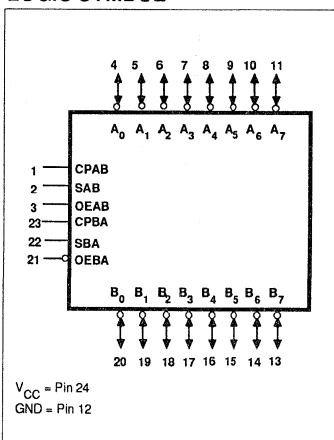 4 5 6 7 8 9 10 11
A0 A1 A2 A3 A4 A5 A6 A7
1 CPAB
2 SAB
3 OEAB
23 CPBA
22 SBA
21 OEBA
B0 B1 B2 B3 B4 B5 B6 B7
20 19 18 17 16 15 14 13
VCC = Pin 24
GND = Pin 12